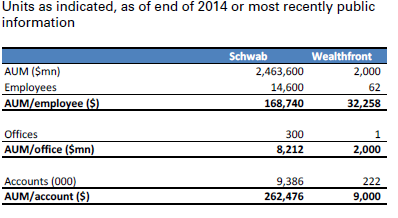 Units as indicated, as of end of 2014 or most recently public
information
Schwab Wealthfront
AUM ($mn) 2,463,600 2,000
Employees 14,600 62
AUM/employee ($) 168,740 32,258
Offices 300 1
AUM/office ($mn) 8,212 2,000
Accounts (000) 9,386 222
AUM/account ($) 262,476 9,000